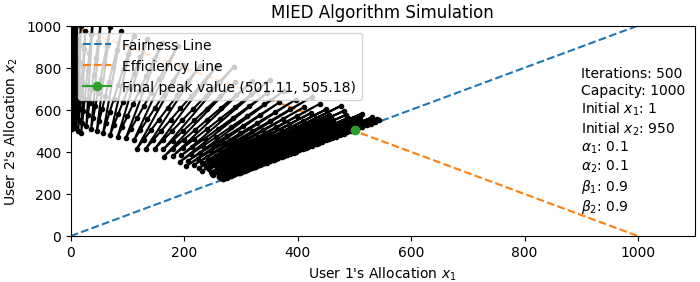 MIED Algorithm Simulation
User 2's Allocation x₂
1000
800
600
400
200
0
Fairness Line
Efficiency Line
Final peak value (501.11, 505.18)
Iterations: 500
Capacity: 1000
Initial x₁: 1
Initial x₂: 950
α₁: 0.1
α₂: 0.1
β₁: 0.9
β₂: 0.9
0 200 400 600 800 1000
User 1's Allocation x₁